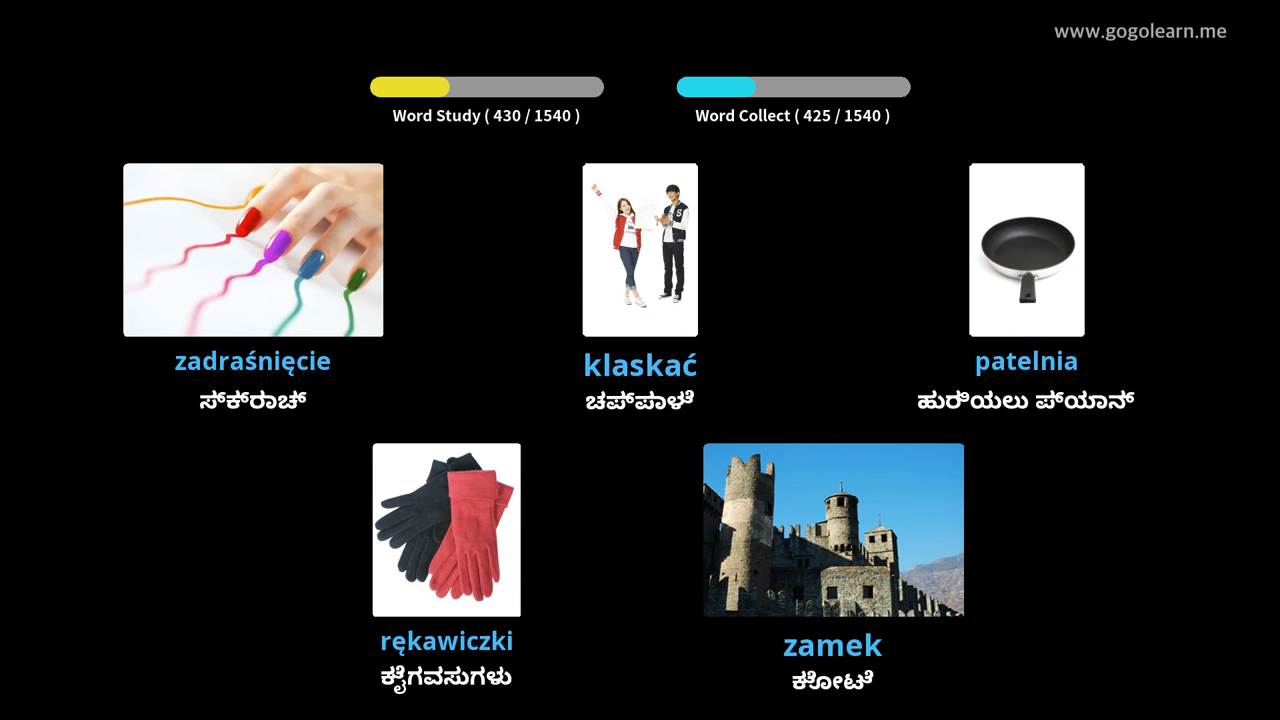 www.gogolearn.me
Word Study ( 430 / 1540 )
Word Collect ( 425 / 1540 )
zadraśnięcie
ಸ್ಕ್ರಾಚ್
klaskać
ಚಪ್ಪಾಳೆ
patelnia
ಹುರಿಯಲು ಪ್ಯಾನ್
rękawiczki
ಕೈಗವಸುಗಳು
zamek
ಕೋಟೆ